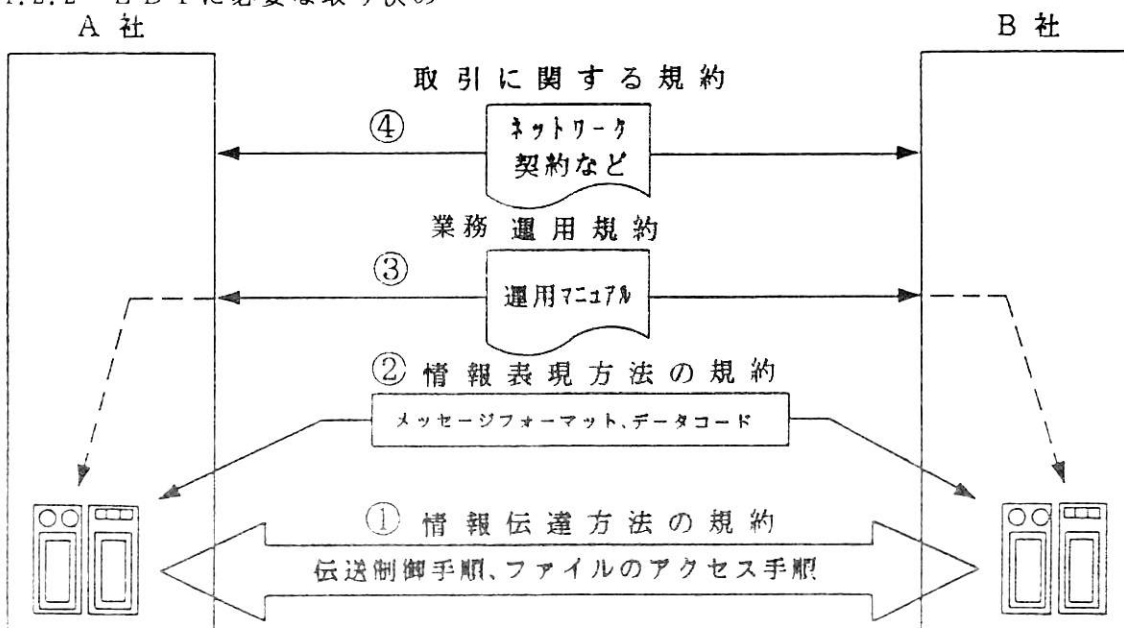 A 社
B 社
取引に関する規約
④
ネットワーク
契約など
業務運用規約
③
運用マニュアル
② 情報表現方法の規約
メッセージフォーマット、データコード
① 情報伝達方法の規約
伝送制御手順、ファイルのアクセス手順